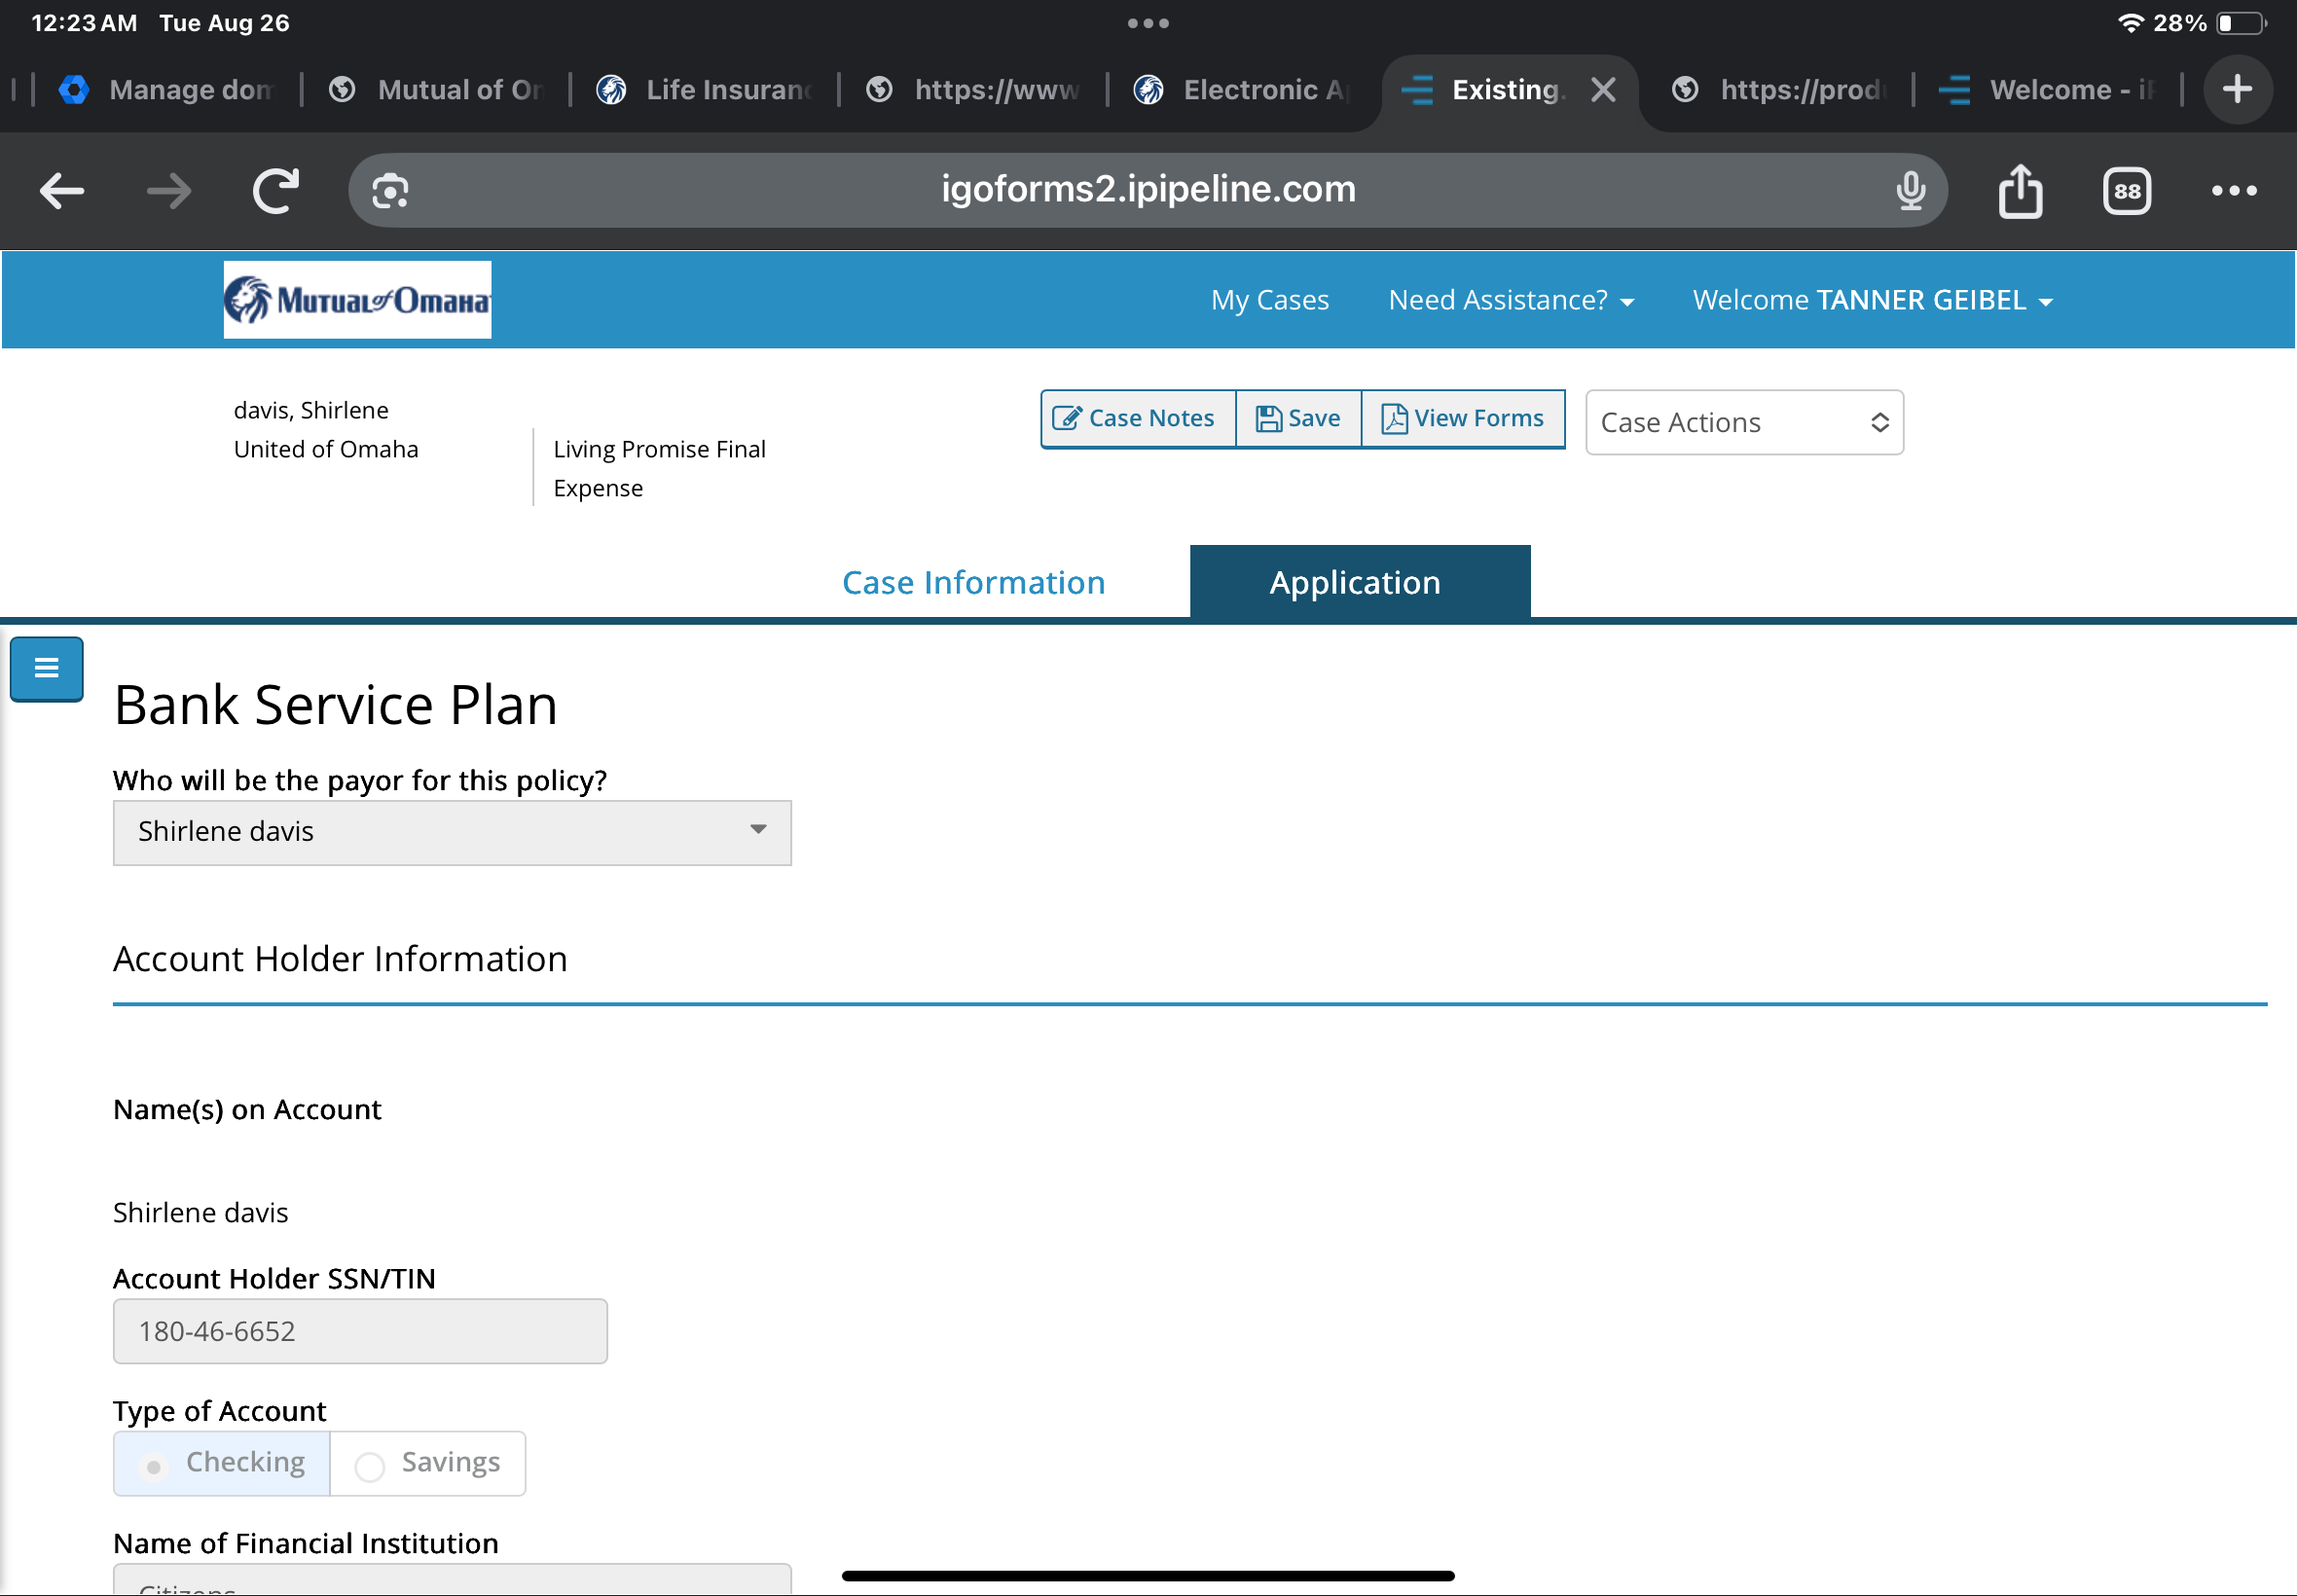 12:23 AM Tue Aug 26
28%
Manage dom
Mutual of Om
Life Insuranc
https://www
Electronic A
Existing.
https://prod
Welcome - i
igoforms2.ipipeline.com
88
Mutual of Omaha
My Cases
Need Assistance?
Welcome TANNER GEIBEL
davis, Shirlene
United of Omaha
Living Promise Final
Expense
Case Notes
Save
View Forms
Case Actions
Case Information
Application
Bank Service Plan
Who will be the payor for this policy?
Shirlene davis
Account Holder Information
Name(s) on Account
Shirlene davis
Account Holder SSN/TIN
180-46-6652
Type of Account
Checking
Savings
Name of Financial Institution
Citizens